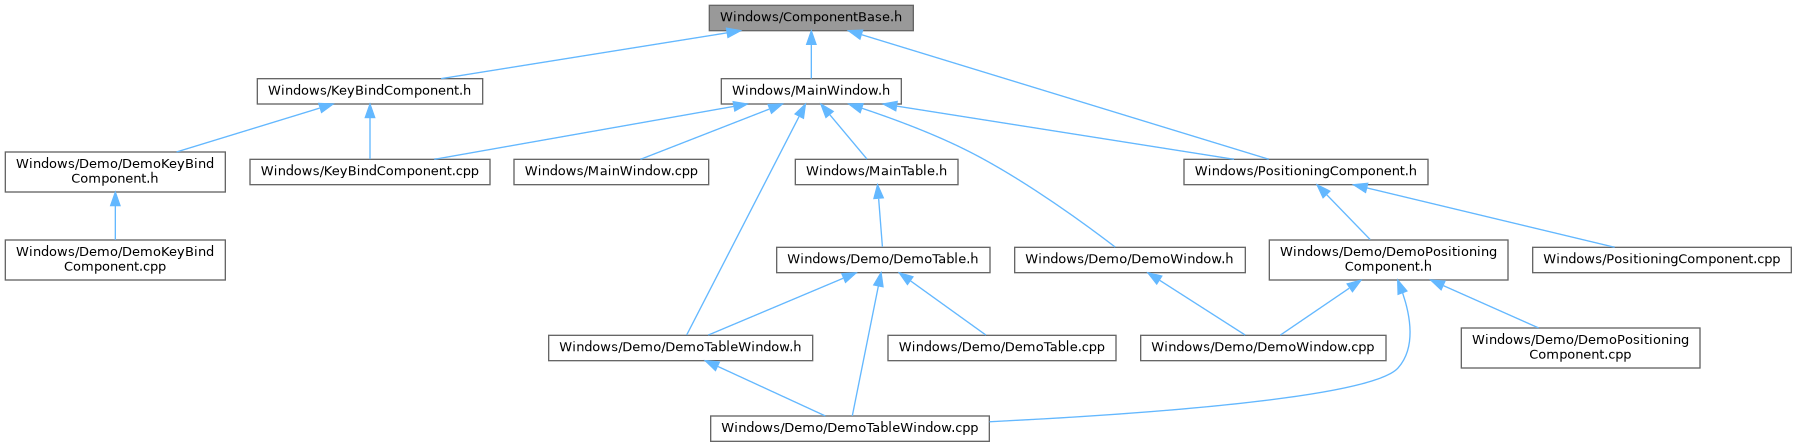 Windows/ComponentBase.h
Windows/KeyBindComponent.h
Windows/MainWindow.h
Windows/Demo/DemoKeyBind
Component.h
Windows/KeyBindComponent.cpp
Windows/MainWindow.cpp
Windows/MainTable.h
Windows/PositioningComponent.h
Windows/Demo/DemoKeyBind
Component.cpp
Windows/Demo/DemoTable.h
Windows/Demo/DemoWindow.h
Windows/Demo/DemoPositioning
Component.h
Windows/PositioningComponent.cpp
Windows/Demo/DemoTableWindow.h
Windows/Demo/DemoTable.cpp
Windows/Demo/DemoWindow.cpp
Windows/Demo/DemoPositioning
Component.cpp
Windows/Demo/DemoTableWindow.cpp